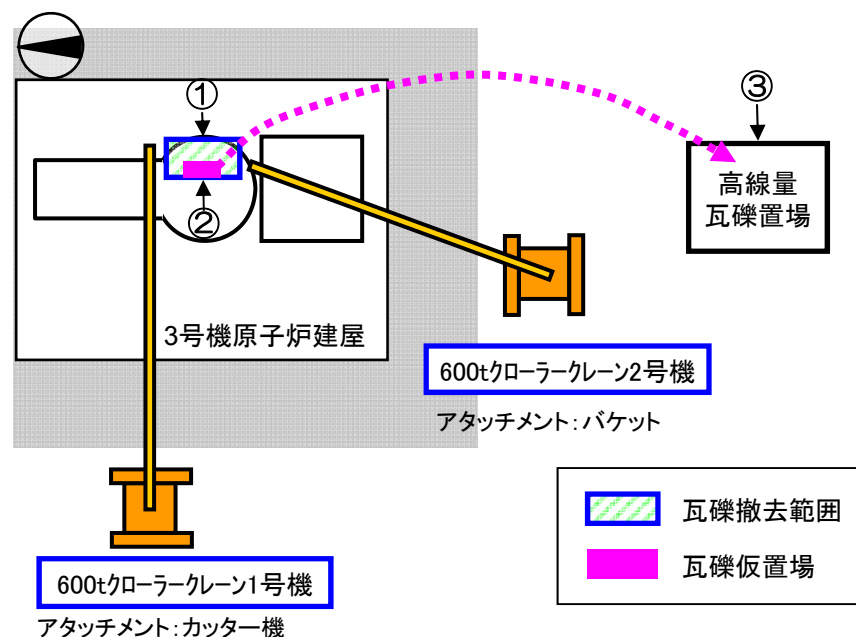 ①
③
高線量
瓦礫置場
②
3号機原子炉建屋
600tクローラークレーン2号機
アタッチメント：バケット
瓦礫撤去範囲
瓦礫仮置場
600tクローラークレーン1号機
アタッチメント：カッター機